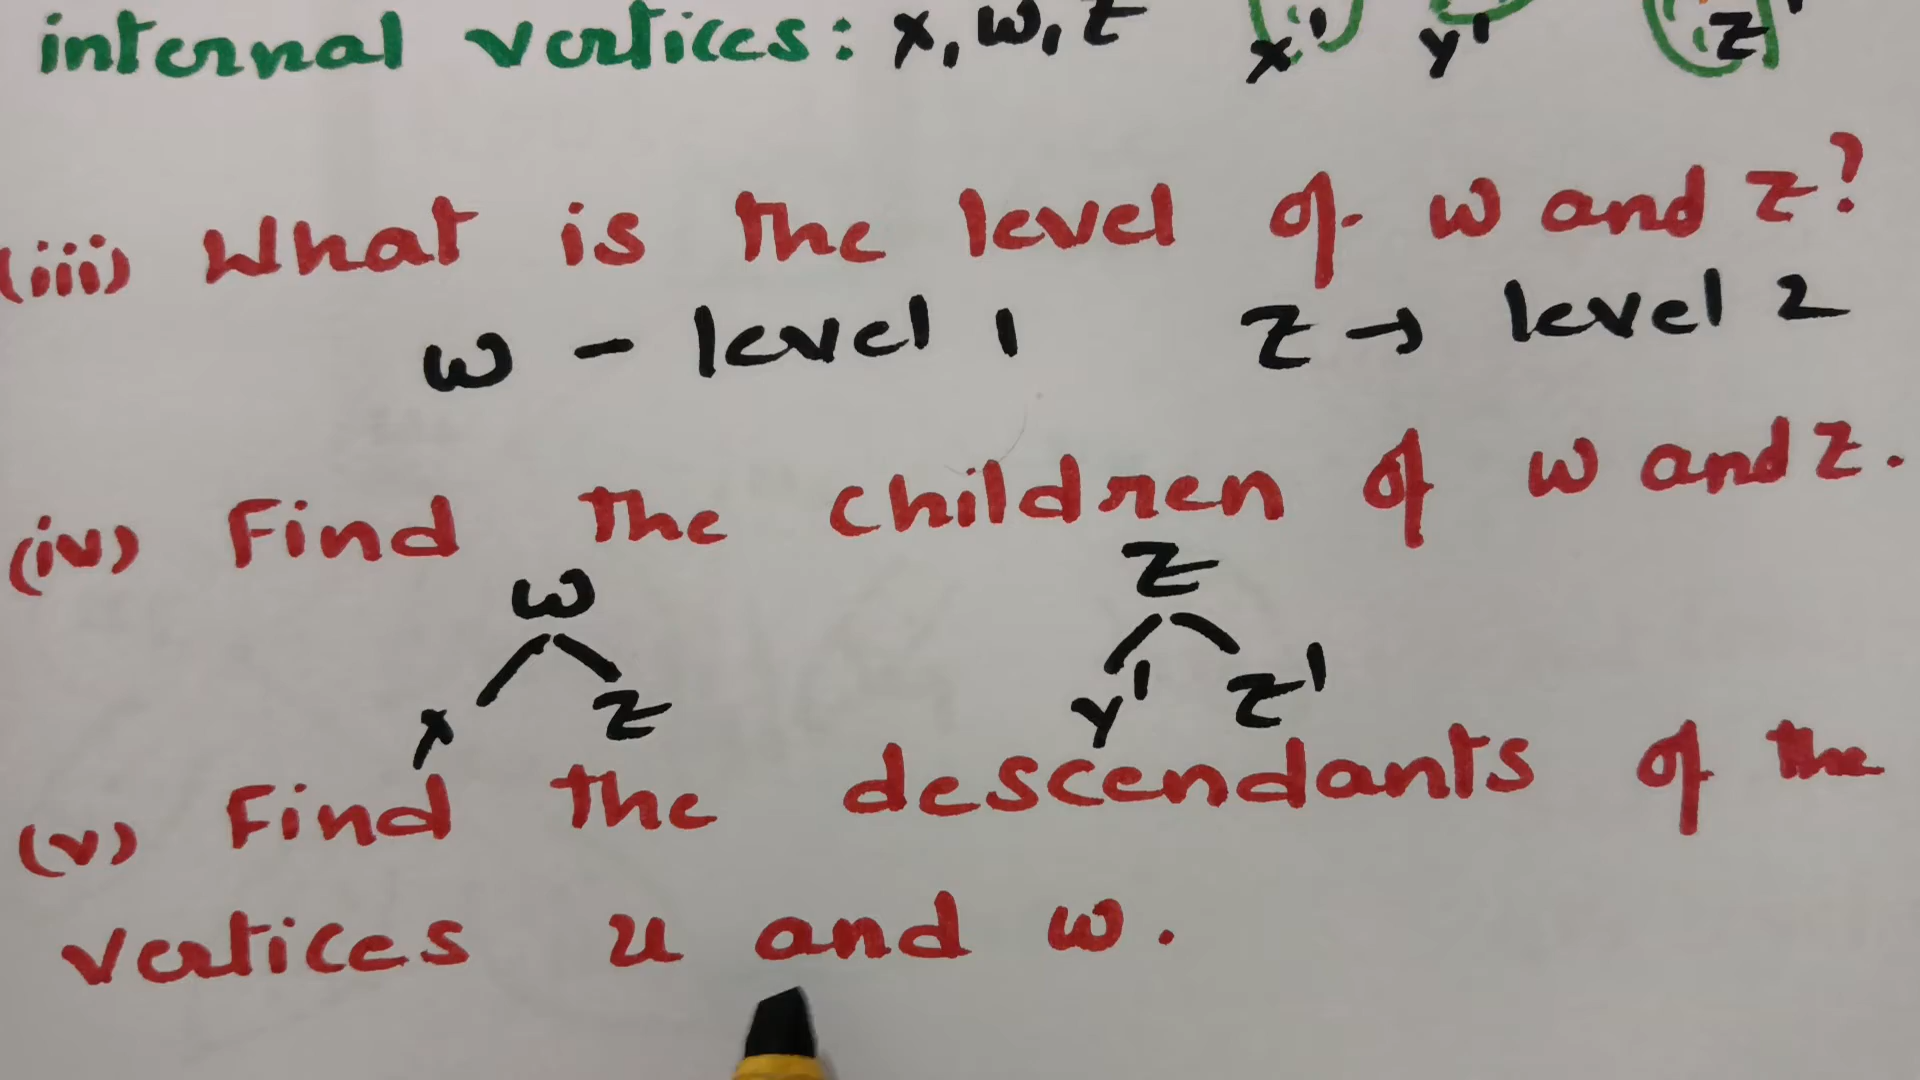 internal vertices: x, w, z x' y' z'
(iii) What is the level of w and z?
w - level 1 z → level 2
(iv) Find the children of w and z.
w z
x z y' z'
(v) Find the descendants of the
vertices u and w.